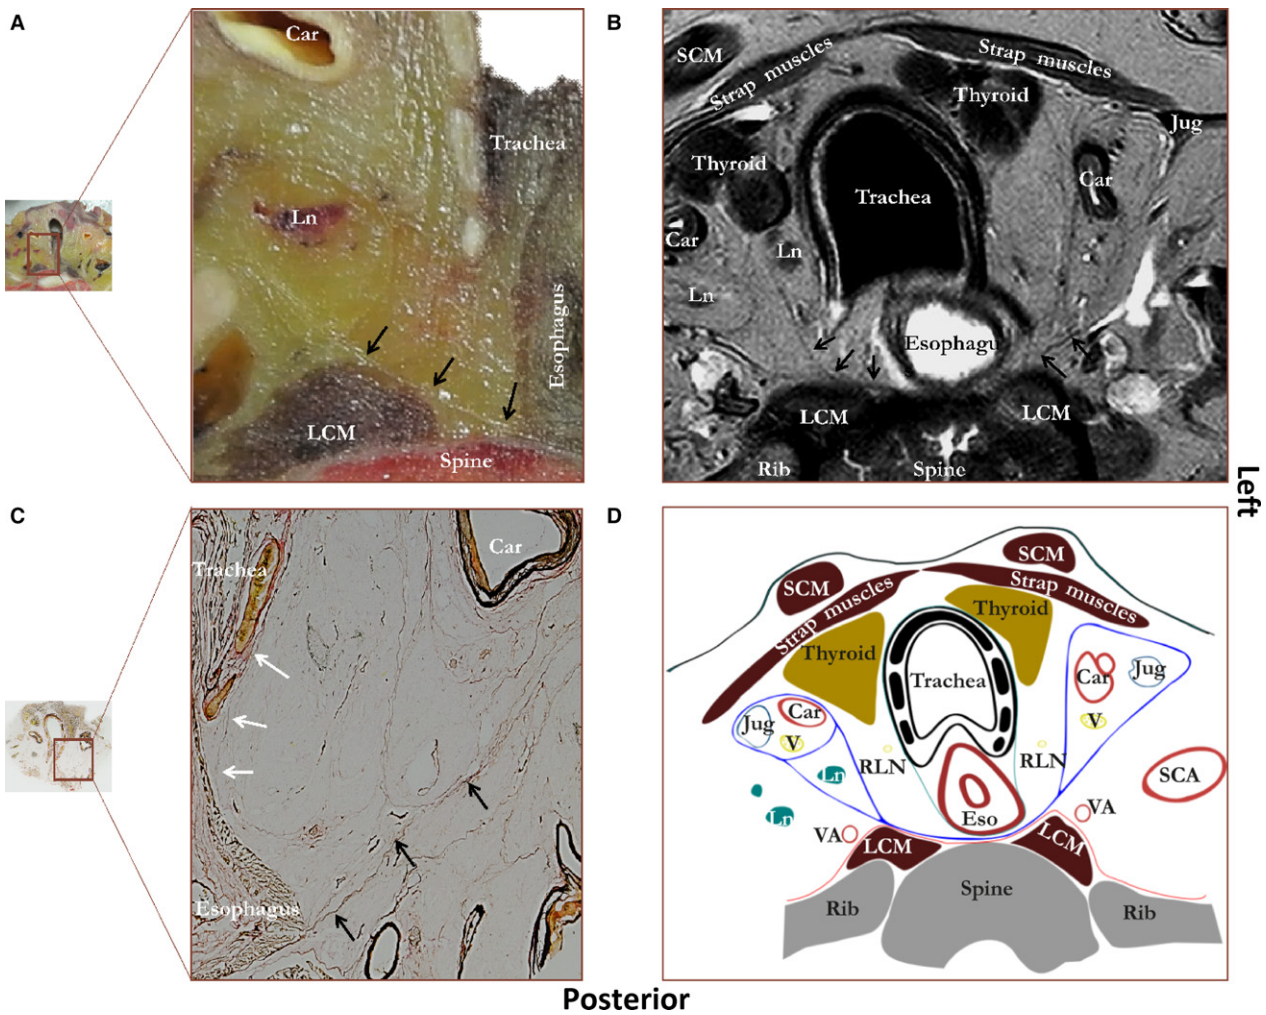 A
Car
Trachea
Ln
Esophagus
LCM
Spine
B
SCM
Strap muscles
Strap muscles
Thyroid
Jug
Thyroid
Car
Trachea
Car
Ln
Ln
Esophagu
LCM
LCM
Rib
Spine
Left
C
Trachea
Car
Esophagus
D
SCM
SCM
Strap muscles
Strap muscles
Thyroid
Thyroid
Trachea
Car
Jug
V
Jug
Car
V
RLN
RLN
Ln
Ln
SCA
Eso
VA
VA
LCM
LCM
Spine
Rib
Rib
Posterior